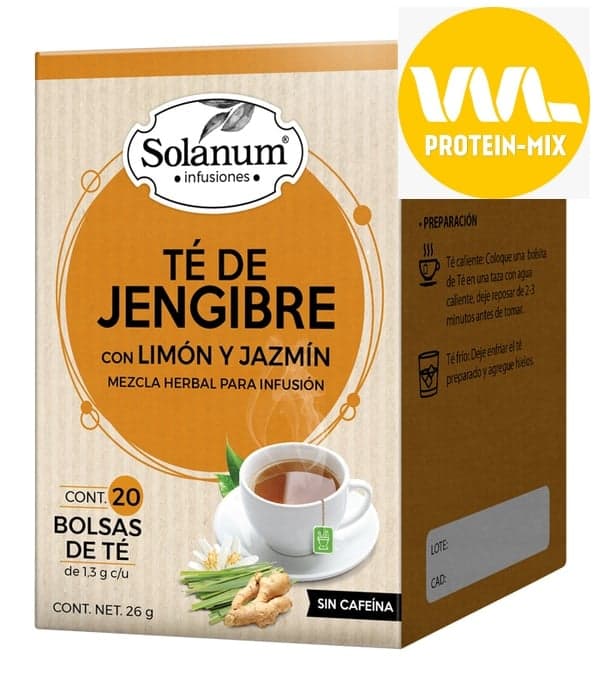 Solanum®
• infusiones •
TÉ DE
JENGIBRE
CON LIMÓN Y JAZMÍN
MEZCLA HERBAL PARA INFUSIÓN
CONT. 20
BOLSAS
DE TÉ
de 1,3 g c/u
CONT. NET. 26 g
SIN CAFEÍNA
PROTEIN-MIX
• PREPARACIÓN
Té caliente: Coloque una bolsita
de Té en una taza con agua
caliente, deje reposar de 2-3
minutos antes de tomar.
Té frío: Deje enfriar el té
preparado y agregue hielos.
LOTE:
CAD: